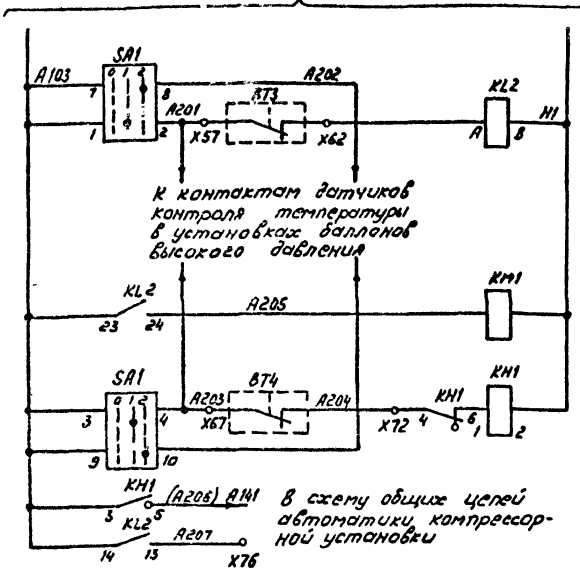 SA1
0 1 2
A103
7
8
A202
BT3
KL2
A201
H1
1
2
X57
X62
A
B
К контактам датчиков
контроля температуры
в установках балланов
высокого давления
KL2
23
24
A205
KM1
SA1
0 1 2
BT4
KH1
A203
A204
KH1
3
4
X67
X72
4
6
1
2
9
10
KH1
3
5
(A206)
A141
KL2
14
13
A207
X76
В схему общих цепей
автоматики компрессор-
ной установки